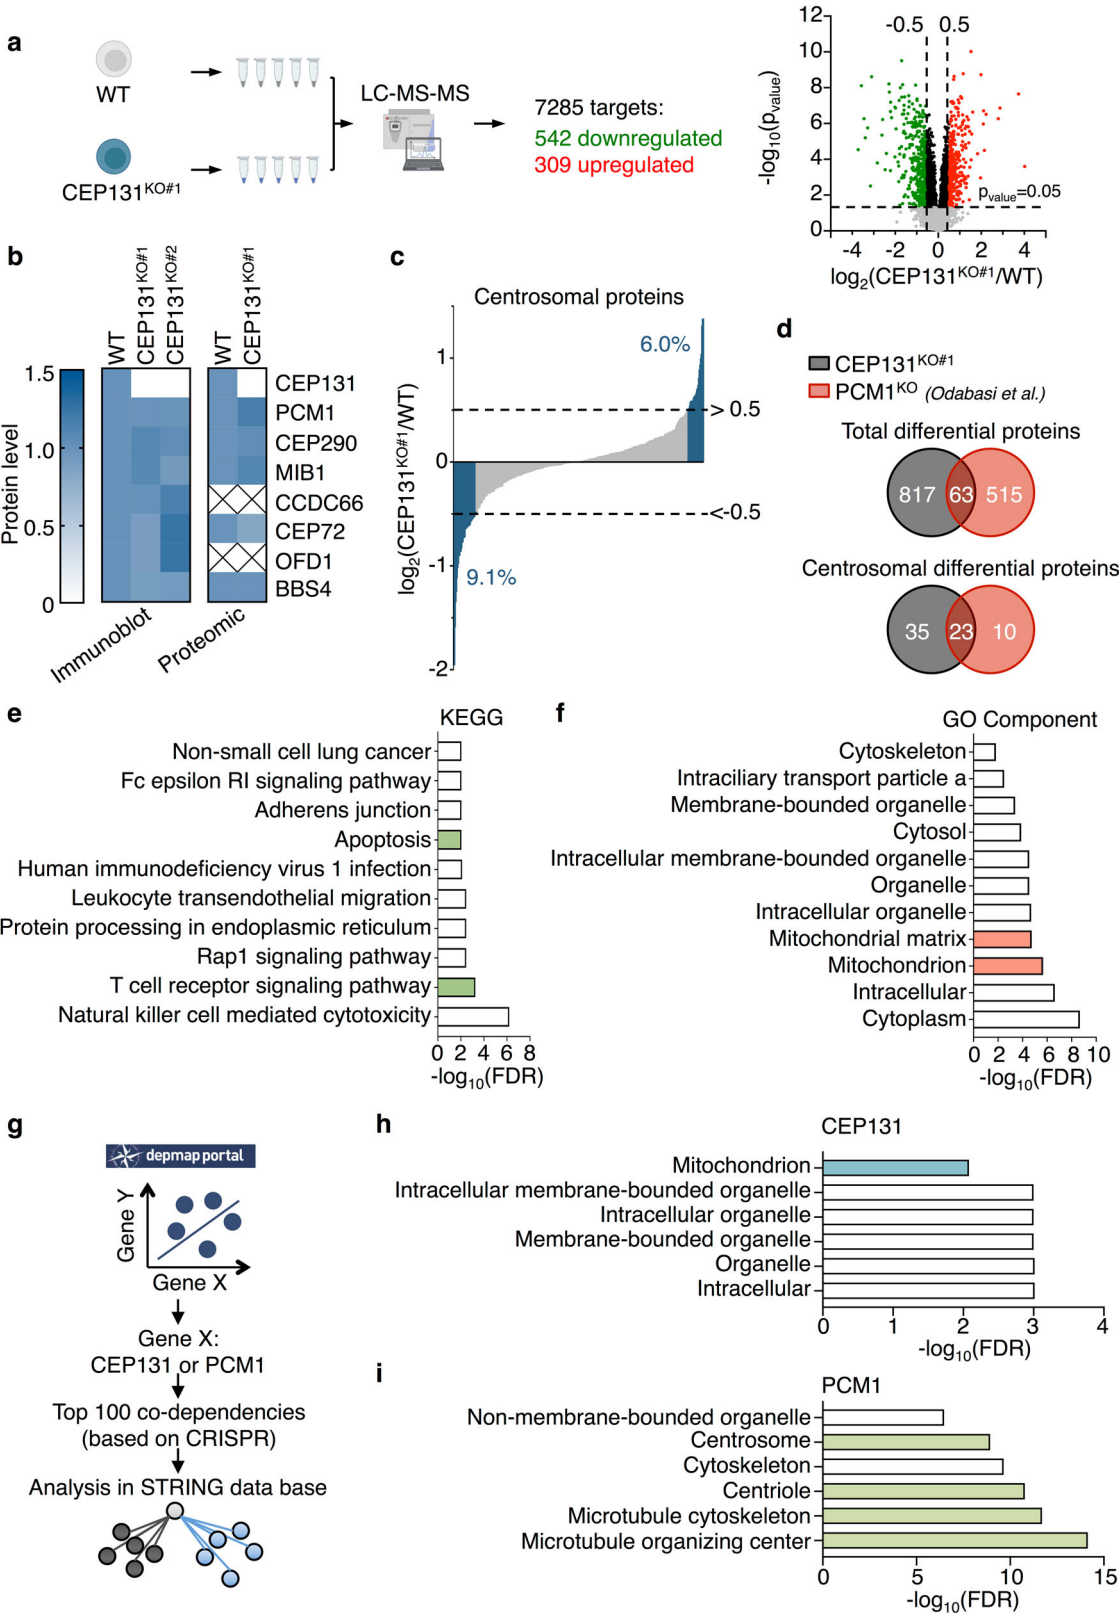 a
WT
CEP131KO#1
LC-MS-MS
7285 targets:
542 downregulated
309 upregulated
-log10(pvalue)
12
10
8
6
4
2
0
-0.5 0.5
pvalue=0.05
-4 -2 0 2 4
log2(CEP131KO#1/WT)
b
WT
CEP131KO#1
CEP131KO#2
WT
CEP131KO#1
Protein level
1.5
1.0
0.5
0
CEP131
PCM1
CEP290
MIB1
CCDC66
CEP72
OFD1
BBS4
Immunoblot
Proteomic
c
Centrosomal proteins
log2(CEP131KO#1/WT)
1
0
-1
-2
6.0%
> 0.5
<-0.5
9.1%
d
CEP131KO#1
PCM1KO (Odabasi et al.)
Total differential proteins
817 63 515
Centrosomal differential proteins
35 23 10
e
KEGG
Non-small cell lung cancer
Fc epsilon RI signaling pathway
Adherens junction
Apoptosis
Human immunodeficiency virus 1 infection
Leukocyte transendothelial migration
Protein processing in endoplasmic reticulum
Rap1 signaling pathway
T cell receptor signaling pathway
Natural killer cell mediated cytotoxicity
0 2 4 6 8
-log10(FDR)
f
GO Component
Cytoskeleton
Intraciliary transport particle a
Membrane-bounded organelle
Cytosol
Intracellular membrane-bounded organelle
Organelle
Intracellular organelle
Mitochondrial matrix
Mitochondrion
Intracellular
Cytoplasm
0 2 4 6 8 10
-log10(FDR)
g
depmap portal
Gene Y
Gene X
Gene X:
CEP131 or PCM1
Top 100 co-dependencies
(based on CRISPR)
Analysis in STRING data base
h
CEP131
Mitochondrion
Intracellular membrane-bounded organelle
Intracellular organelle
Membrane-bounded organelle
Organelle
Intracellular
0 1 2 3 4
-log10(FDR)
i
PCM1
Non-membrane-bounded organelle
Centrosome
Cytoskeleton
Centriole
Microtubule cytoskeleton
Microtubule organizing center
0 5 10 15
-log10(FDR)